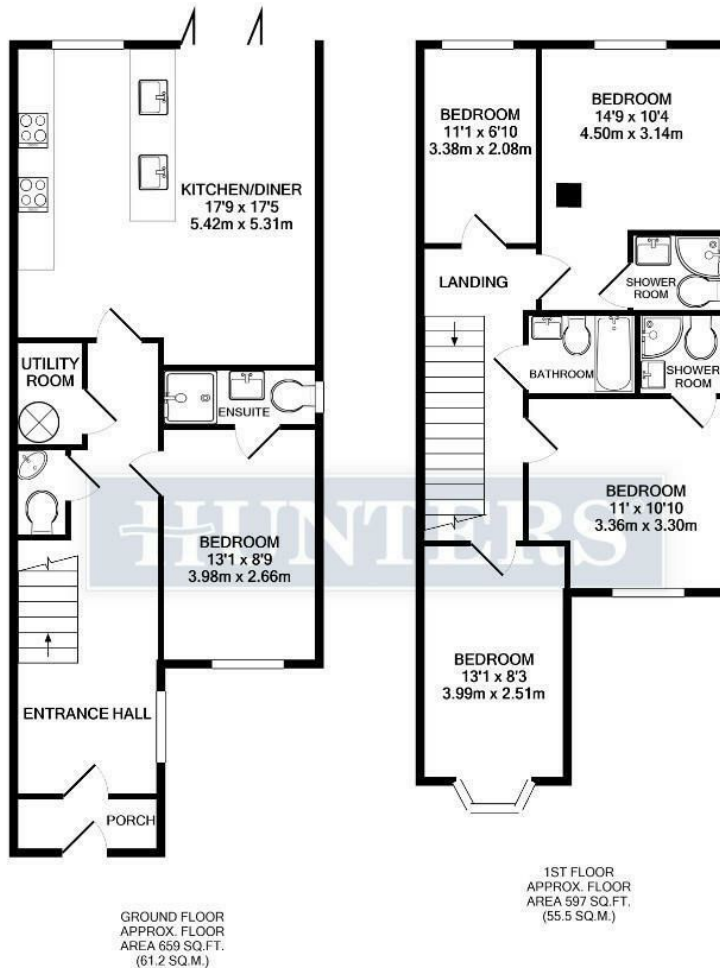 KITCHEN/DINER
17'9 x 17'5
5.42m x 5.31m
UTILITY
ROOM
ENSUITE
BEDROOM
13'1 x 8'9
3.98m x 2.66m
ENTRANCE HALL
PORCH
GROUND FLOOR
APPROX. FLOOR
AREA 659 SQ.FT.
(61.2 SQ.M.)
BEDROOM
11'1 x 6'10
3.38m x 2.08m
BEDROOM
14'9 x 10'4
4.50m x 3.14m
LANDING
SHOWER
ROOM
BATHROOM
SHOWER
ROOM
BEDROOM
11' x 10'10
3.36m x 3.30m
BEDROOM
13'1 x 8'3
3.99m x 2.51m
1ST FLOOR
APPROX. FLOOR
AREA 597 SQ.FT.
(55.5 SQ.M.)
HUNTERS